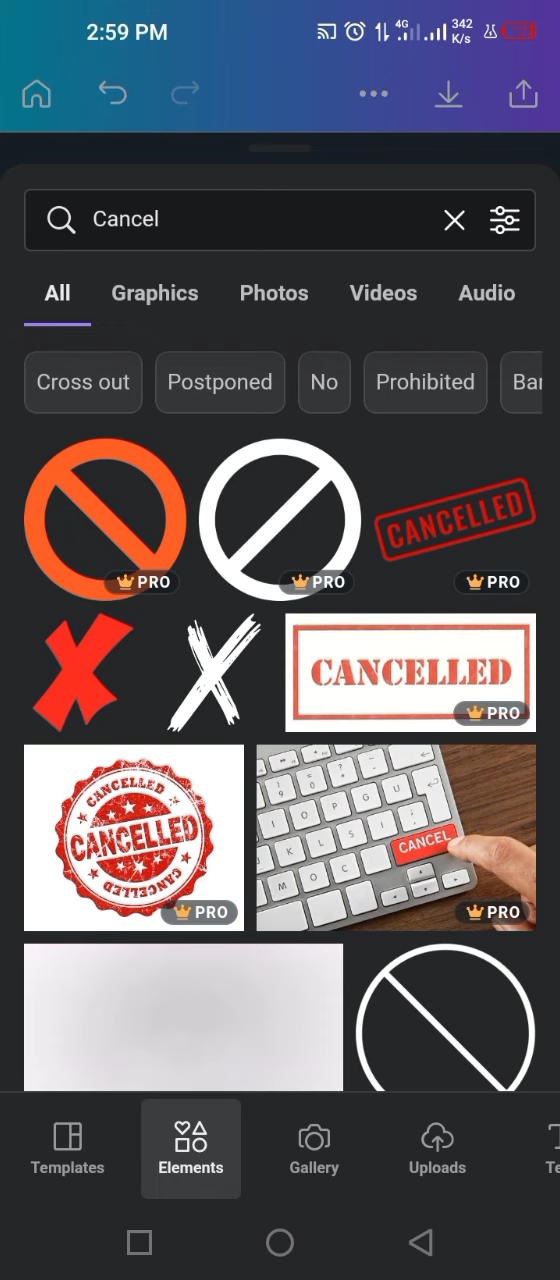 2:59 PM
4G
342
K/s
Cancel
All Graphics Photos Videos Audio
Cross out Postponed No Prohibited
PRO
PRO
CANCELLED
PRO
CANCELLED
PRO
CANCELLED
CANCELLED
CANCELLED
PRO
CANCEL
PRO
Templates Elements Gallery Uploads